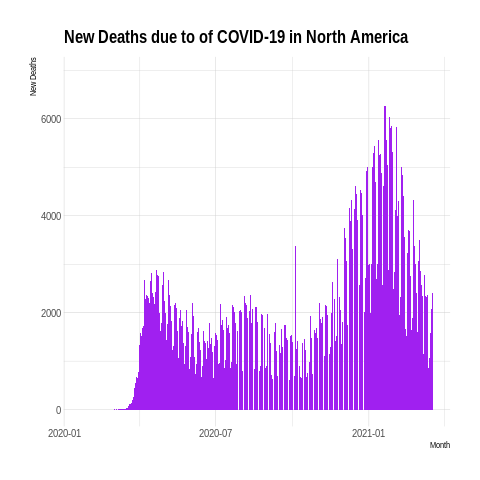 New Deaths due to of COVID-19 in North America
New Deaths
6000
4000
2000
0
2020-01
2020-07
2021-01
Month